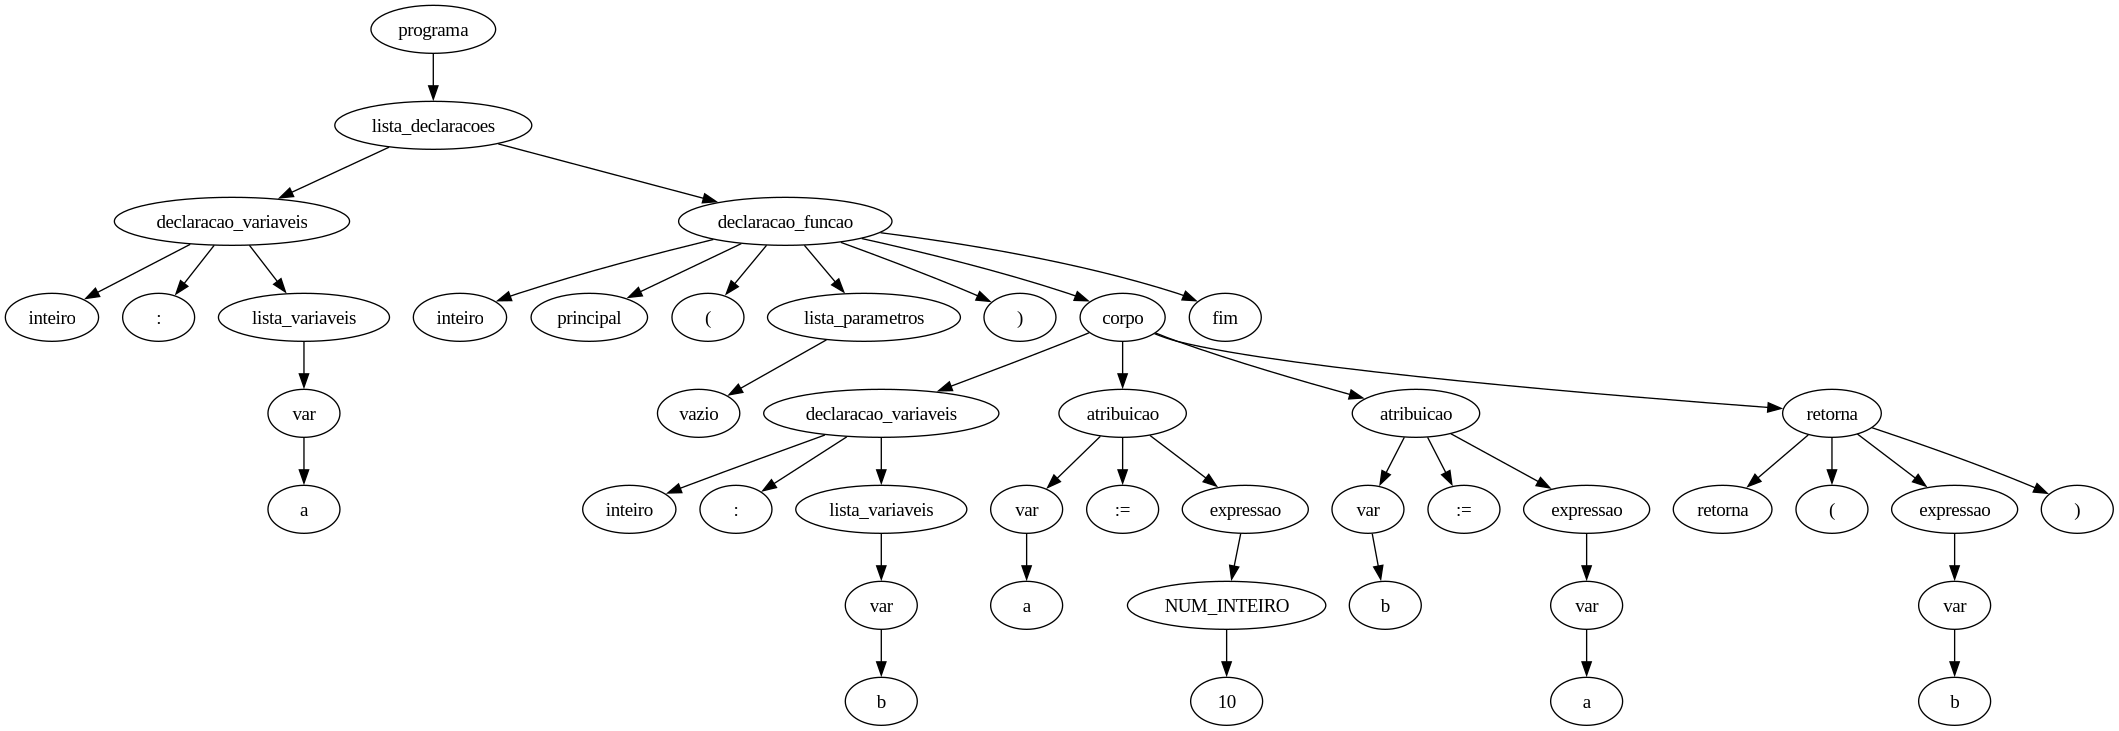 programa
lista_declaracoes
declaracao_variaveis declaracao_funcao
inteiro : lista_variaveis inteiro principal ( lista_parametros ) corpo fim
var vazio declaracao_variaveis atribuicao atribuicao retorna
a inteiro : lista_variaveis var := expressao var := expressao retorna ( expressao )
var a NUM_INTEIRO b var var
b 10 a b